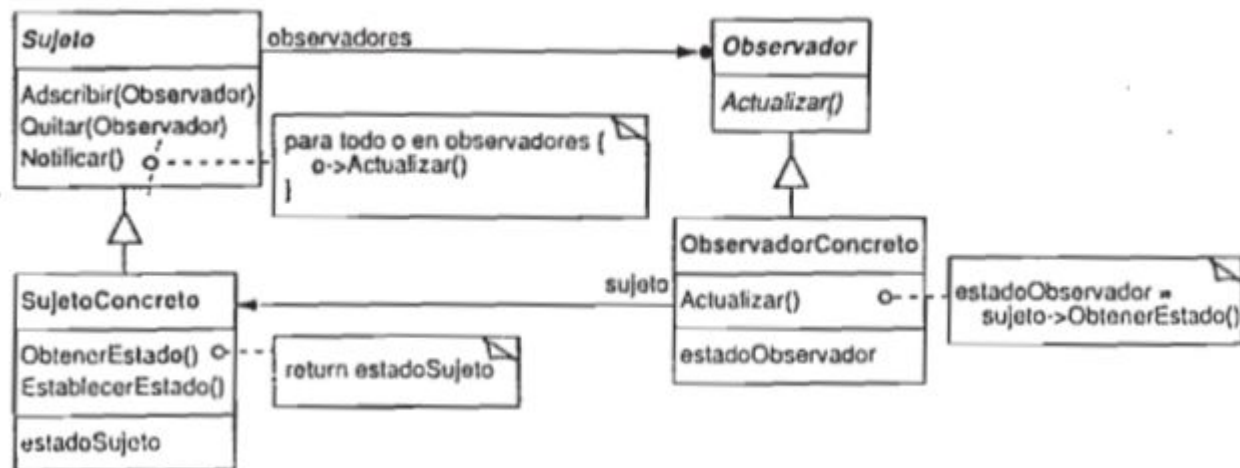 Sujeto
Adscribir(Observador)
Quitar(Observador)
Notificar()
observadores
Observador
Actualizar()
para todo o en observadores {
o->Actualizar()
}
SujetoConcreto
ObtenerEstado()
EstablecerEstado()
estadoSujeto
return estadoSujeto
sujeto
ObservadorConcreto
Actualizar()
estadoObservador
estadoObservador =
sujeto->ObtenerEstado()